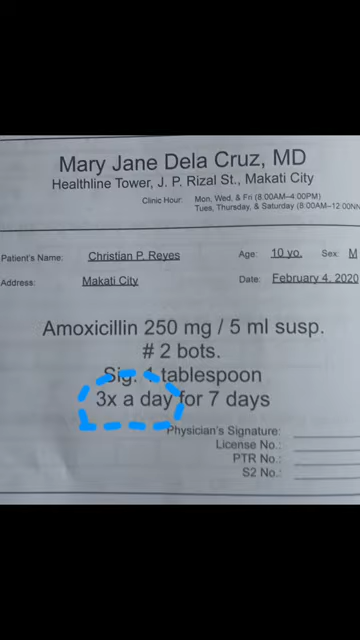 Mary Jane Dela Cruz, MD
Healthline Tower, J. P. Rizal St., Makati City
Clinic Hour: Mon, Wed, & Fri (8:00AM–4:00PM)
Tues, Thursday, & Saturday (8:00AM–12:00NN
Patient's Name: Christian P. Reyes Age: 10 yo. Sex: M
Address: Makati City Date: February 4, 2020
Amoxicillin 250 mg / 5 ml susp.
# 2 bots.
Sig. 1 tablespoon
3x a day for 7 days
Physician's Signature:
License No.:
PTR No.:
S2 No.: